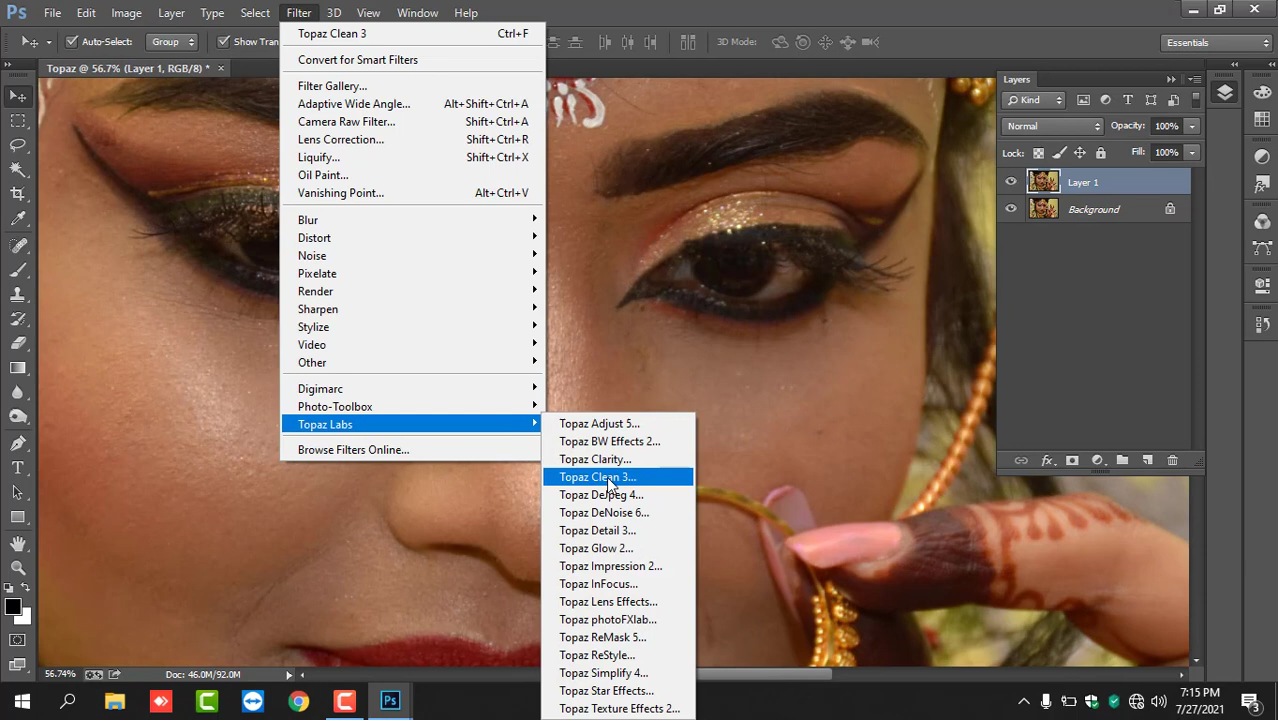 Ps File Edit Image Layer Type Select Filter 3D View Window Help
Auto-Select: Group Show Tran 3D Mode: Essentials
Topaz @ 56.7% (Layer 1, RGB/8) * ×
Topaz Clean 3 Ctrl+F
Convert for Smart Filters
Filter Gallery...
Adaptive Wide Angle... Alt+Shift+Ctrl+A
Camera Raw Filter... Shift+Ctrl+A
Lens Correction... Shift+Ctrl+R
Liquify... Shift+Ctrl+X
Oil Paint...
Vanishing Point... Alt+Ctrl+V
Blur
Distort
Noise
Pixelate
Render
Sharpen
Stylize
Video
Other
Digimarc
Photo-Toolbox
Topaz Labs
Browse Filters Online...
Topaz Adjust 5...
Topaz BW Effects 2...
Topaz Clarity...
Topaz Clean 3...
Topaz DeJpeg 4...
Topaz DeNoise 6...
Topaz Detail 3...
Topaz Glow 2...
Topaz Impression 2...
Topaz InFocus...
Topaz Lens Effects...
Topaz photoFXlab...
Topaz ReMask 5...
Topaz ReStyle...
Topaz Simplify 4...
Topaz Star Effects...
Topaz Texture Effects 2...
Layers
Kind
Normal Opacity: 100%
Lock: Fill: 100%
Layer 1
Background
56.74% Doc: 46.0M/92.0M
7:15 PM
7/27/2021
3